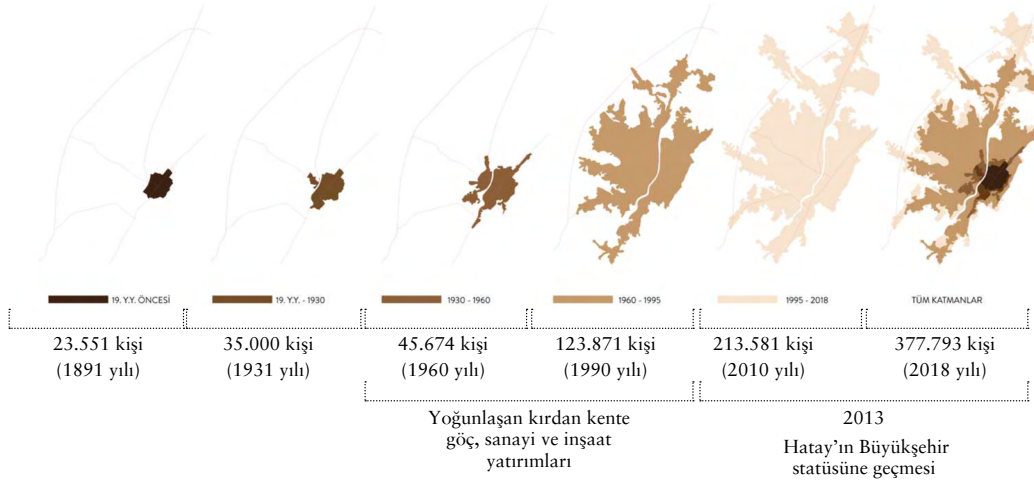 19. Y.Y. ÖNCESİ
19. Y.Y. - 1930
1930 - 1960
1960 - 1995
1995 - 2018
TÜM KATMANLAR
23.551 kişi
(1891 yılı)
35.000 kişi
(1931 yılı)
45.674 kişi
(1960 yılı)
123.871 kişi
(1990 yılı)
213.581 kişi
(2010 yılı)
377.793 kişi
(2018 yılı)
Yoğunlaşan kırdan kente
göç, sanayi ve inşaat
yatırımları
2013
Hatay’ın Büyükşehir
statüsüne geçmesi